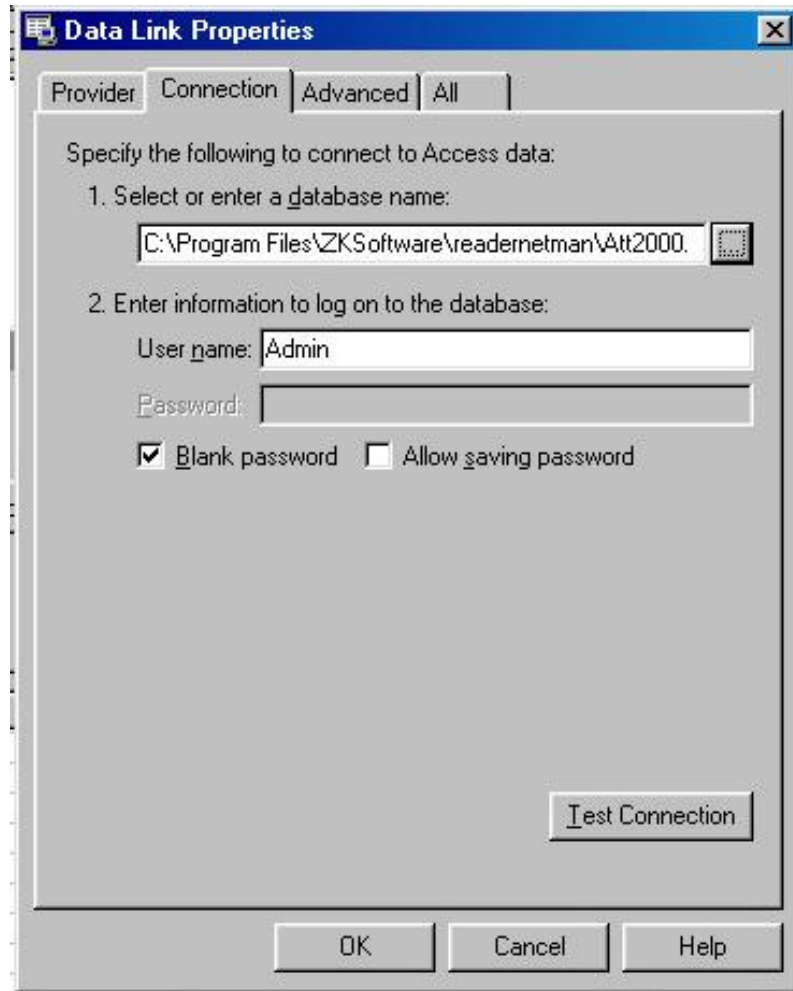 Data Link Properties
Provider Connection Advanced All
Specify the following to connect to Access data:
1. Select or enter a database name:
C:\Program Files\ZKSoftware\readernetman\Att2000.
...
2. Enter information to log on to the database:
User name: Admin
Password:
Blank password Allow saving password
Test Connection
OK Cancel Help